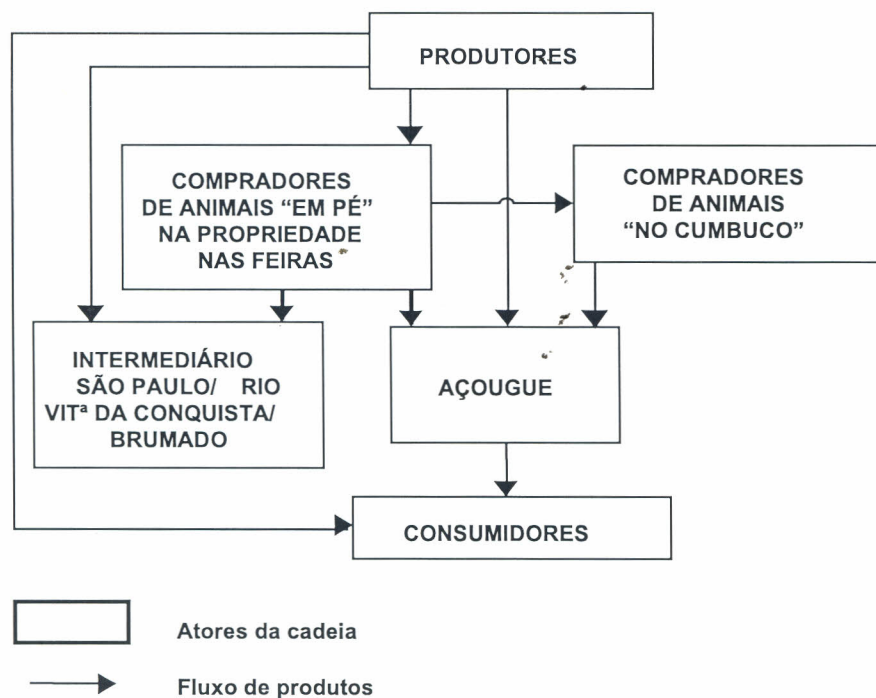 PRODUTORES
COMPRADORES
DE ANIMAIS “EM PÉ”
NA PROPRIEDADE
NAS FEIRAS
COMPRADORES
DE ANIMAIS
“NO CUMBUCO”
INTERMEDIÁRIO
SÃO PAULO/ RIO
VITª DA CONQUISTA/
BRUMADO
AÇOUGUE
CONSUMIDORES
Atores da cadeia
Fluxo de produtos